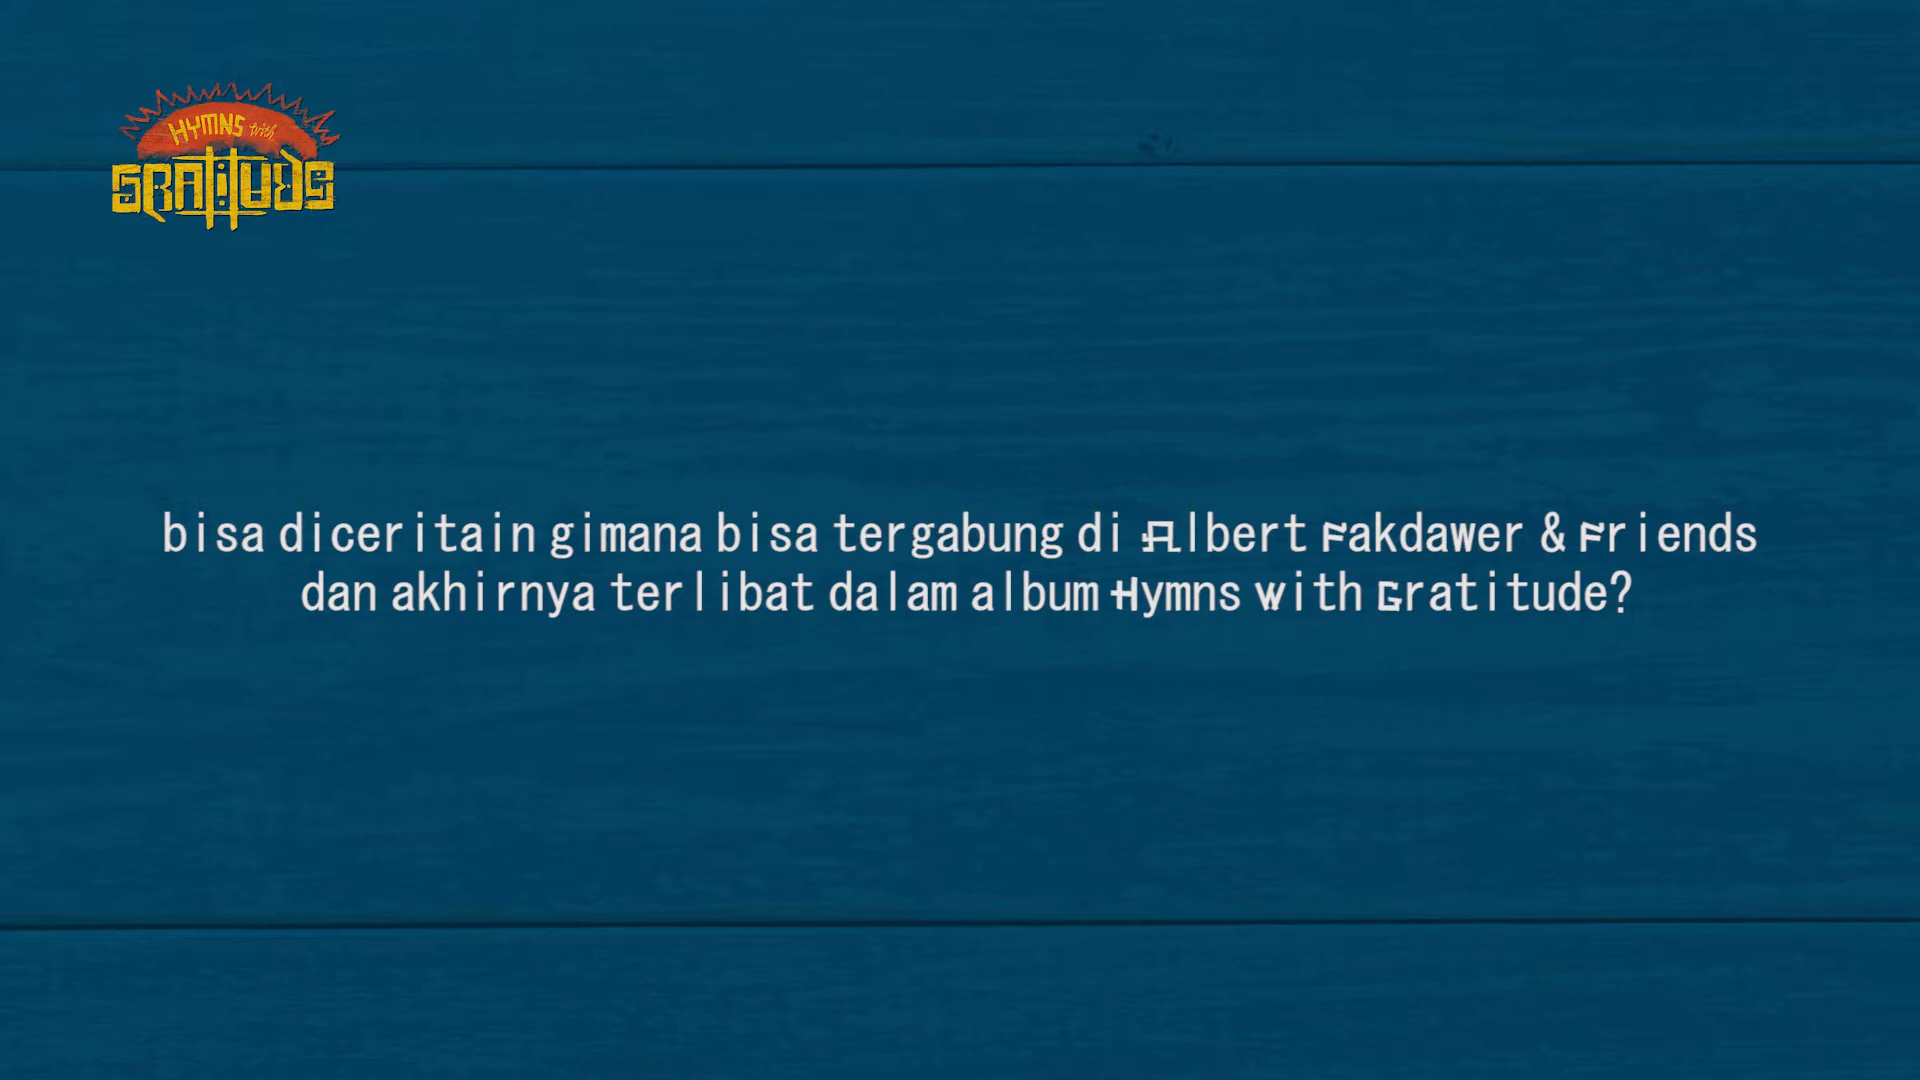 HYMNS with
GRATITUDE
bisa diceritain gimana bisa tergabung di Albert Fakdawer & Friends
dan akhirnya terlibat dalam album Hymns with Gratitude?